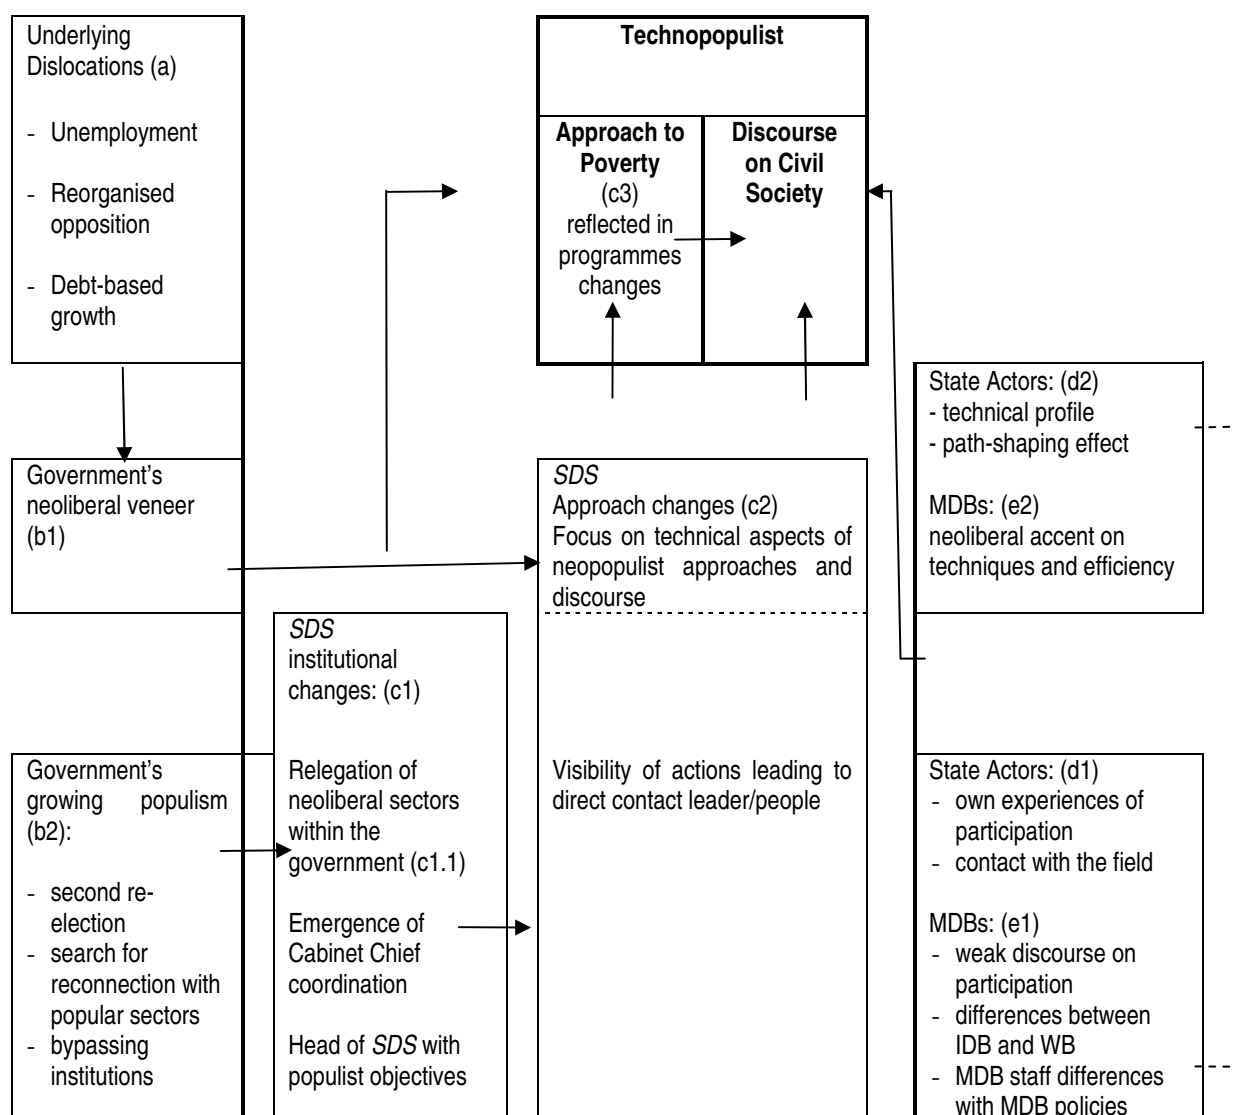 Underlying
Dislocations (a)
- Unemployment
- Reorganised
opposition
- Debt-based
growth
Technopopulist
Approach to
Poverty
(c3)
reflected in
programmes
changes
Discourse
on Civil
Society
Government's
neoliberal veneer
(b1)
SDS
Approach changes (c2)
Focus on technical aspects of
neopopulist approaches and
discourse
State Actors: (d2)
- technical profile
- path-shaping effect
MDBs: (e2)
neoliberal accent on
techniques and efficiency
SDS
institutional
changes: (c1)
Government's
growing populism
(b2):
- second re-
election
- search for
reconnection with
popular sectors
- bypassing
institutions
Relegation of
neoliberal sectors
within the
government (c1.1)
Emergence of
Cabinet Chief
coordination
Head of SDS with
populist objectives
Visibility of actions leading to
direct contact leader/people
State Actors: (d1)
- own experiences of
participation
- contact with the field
MDBs: (e1)
- weak discourse on
participation
- differences between
IDB and WB
- MDB staff differences
with MDB policies